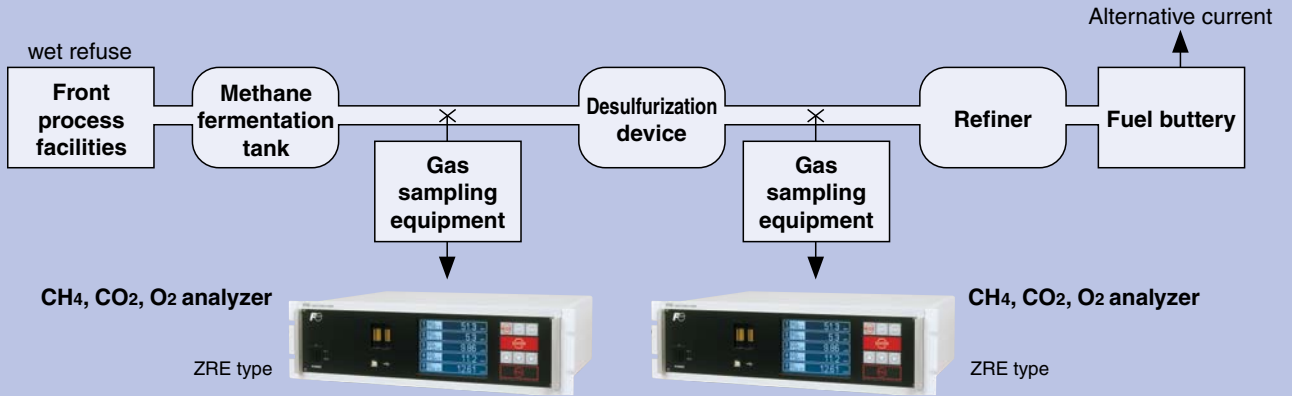 Alternative current
wet refuse
Front
process
facilities
Methane
fermentation
tank
Desulfurization
device
Refiner
Fuel buttery
Gas
sampling
equipment
Gas
sampling
equipment
CH4, CO2, O2 analyzer
CH4, CO2, O2 analyzer
ZRE type
ZRE type